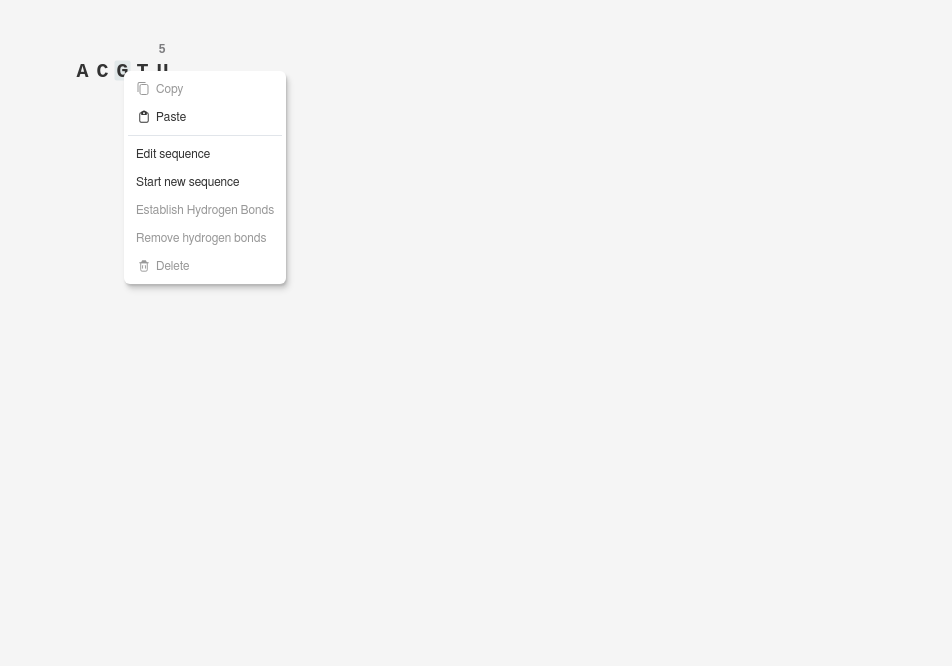 5
A C G T U
Copy
Paste
Edit sequence
Start new sequence
Establish Hydrogen Bonds
Remove hydrogen bonds
Delete